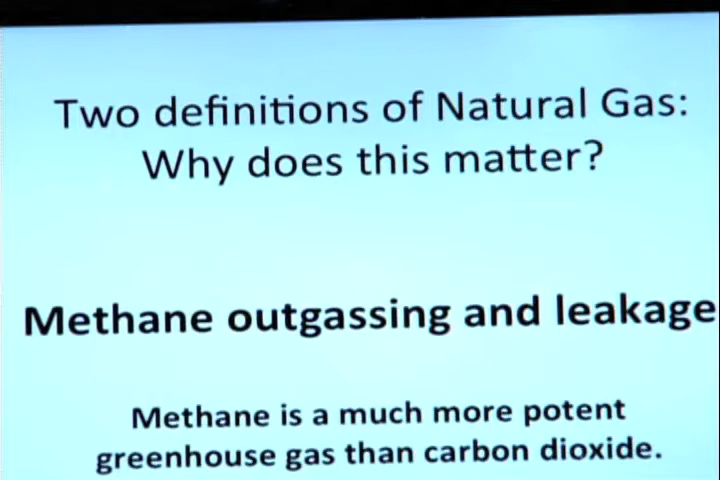 Two definitions of Natural Gas:
Why does this matter?
Methane outgassing and leakage
Methane is a much more potent
greenhouse gas than carbon dioxide.